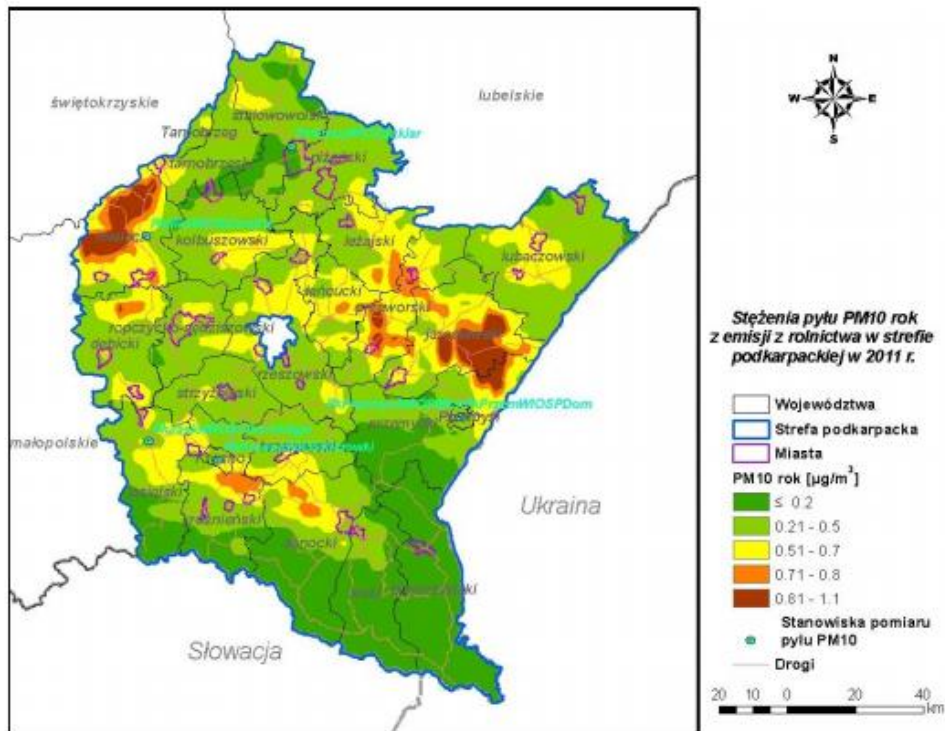 świętokrzyskie
lubelskie
N
W
E
S
stalowowolski
Tarnobrzeg
tarnobrzeski
niżański
kolbuszowski
leżajski
lubaczowski
łańcucki
przeworski
jarosławski
ropczycko-sędziszowski
dębicki
rzeszowski
strzyżowski
przemyski
małopolskie
Krosno
jasielski
krośnieński
sanocki
leski
bieszczadzki
Ukraina
Słowacja
Stężenia pyłu PM10 rok
z emisji z rolnictwa w strefie
podkarpackiej w 2011 r.
Województwa
Strefa podkarpacka
Miasta
PM10 rok [µg/m³]
≤ 0.2
0.21 - 0.5
0.51 - 0.7
0.71 - 0.8
0.81 - 1.1
Stanowiska pomiaru
pyłu PM10
Drogi
20 10 0 20 40
km